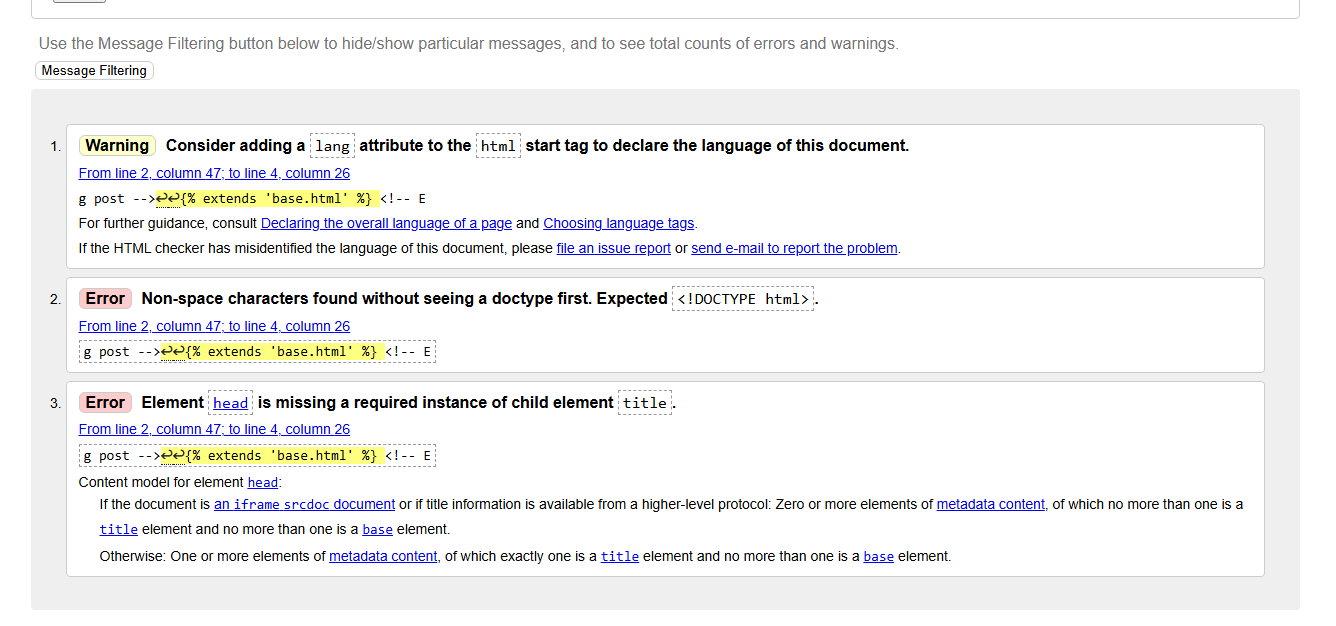 Use the Message Filtering button below to hide/show particular messages, and to see total counts of errors and warnings.
Message Filtering
1. Warning Consider adding a lang attribute to the html start tag to declare the language of this document.
From line 2, column 47; to line 4, column 26
g post -->↩↩{% extends 'base.html' %} <!-- E
For further guidance, consult Declaring the overall language of a page and Choosing language tags.
If the HTML checker has misidentified the language of this document, please file an issue report or send e-mail to report the problem.
2. Error Non-space characters found without seeing a doctype first. Expected <!DOCTYPE html>.
From line 2, column 47; to line 4, column 26
g post -->↩↩{% extends 'base.html' %} <!-- E
3. Error Element head is missing a required instance of child element title.
From line 2, column 47; to line 4, column 26
g post -->↩↩{% extends 'base.html' %} <!-- E
Content model for element head:
If the document is an iframe srcdoc document or if title information is available from a higher-level protocol: Zero or more elements of metadata content, of which no more than one is a
title element and no more than one is a base element.
Otherwise: One or more elements of metadata content, of which exactly one is a title element and no more than one is a base element.